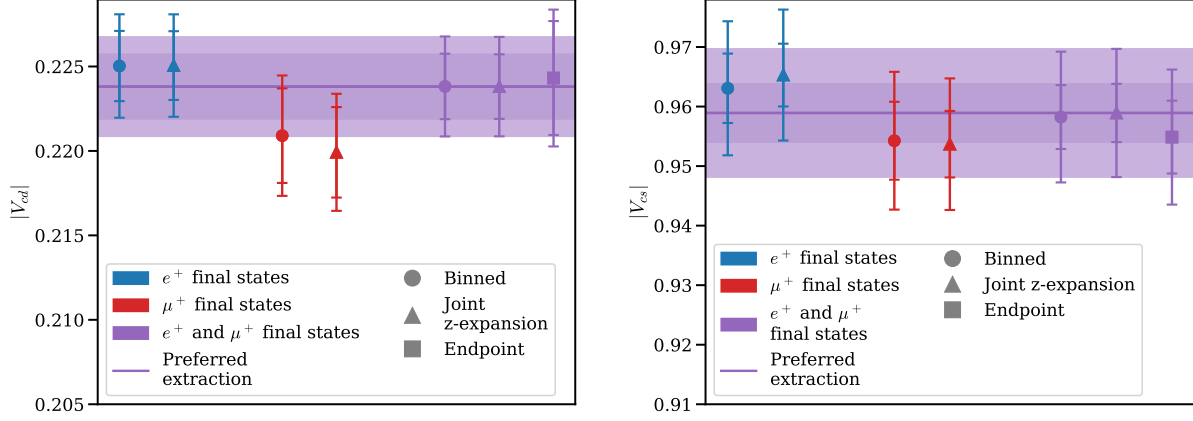 |V_cd|
0.225
0.220
0.215
0.210
0.205
e⁺ final states
μ⁺ final states
e⁺ and μ⁺ final states
Preferred
extraction
Binned
Joint
z-expansion
Endpoint
|V_cs|
0.97
0.96
0.95
0.94
0.93
0.92
0.91
e⁺ final states
μ⁺ final states
e⁺ and μ⁺
final states
Preferred
extraction
Binned
Joint z-expansion
Endpoint